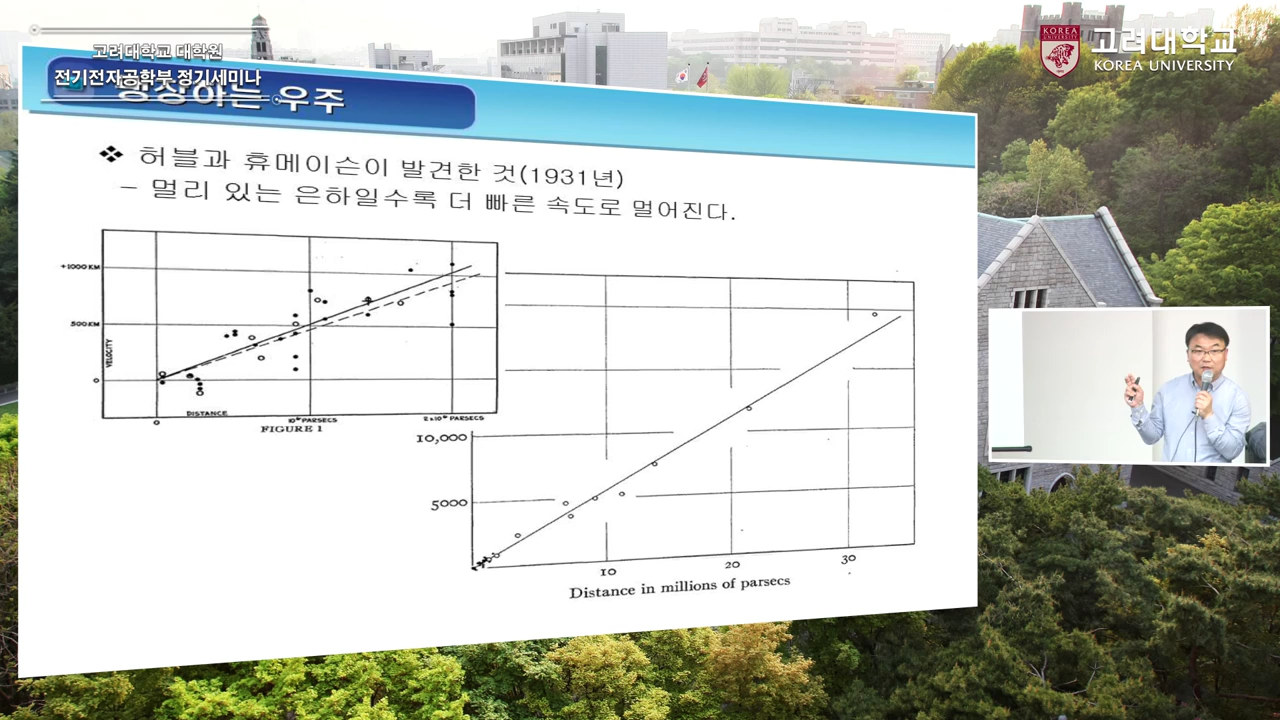 고려대학교 대학원
전기전자공학부 정기세미나
우주
KOREA
UNIVERSITY
고려대학교
KOREA UNIVERSITY
❖ 허블과 휴메이슨이 발견한 것(1931년)
– 멀리 있는 은하일수록 더 빠른 속도로 멀어진다.
+1000 KM
500 KM
0
VELOCITY
DISTANCE
0
10⁶ PARSECS
2×10⁶ PARSECS
FIGURE 1
10,000
5000
10
20
30
Distance in millions of parsecs